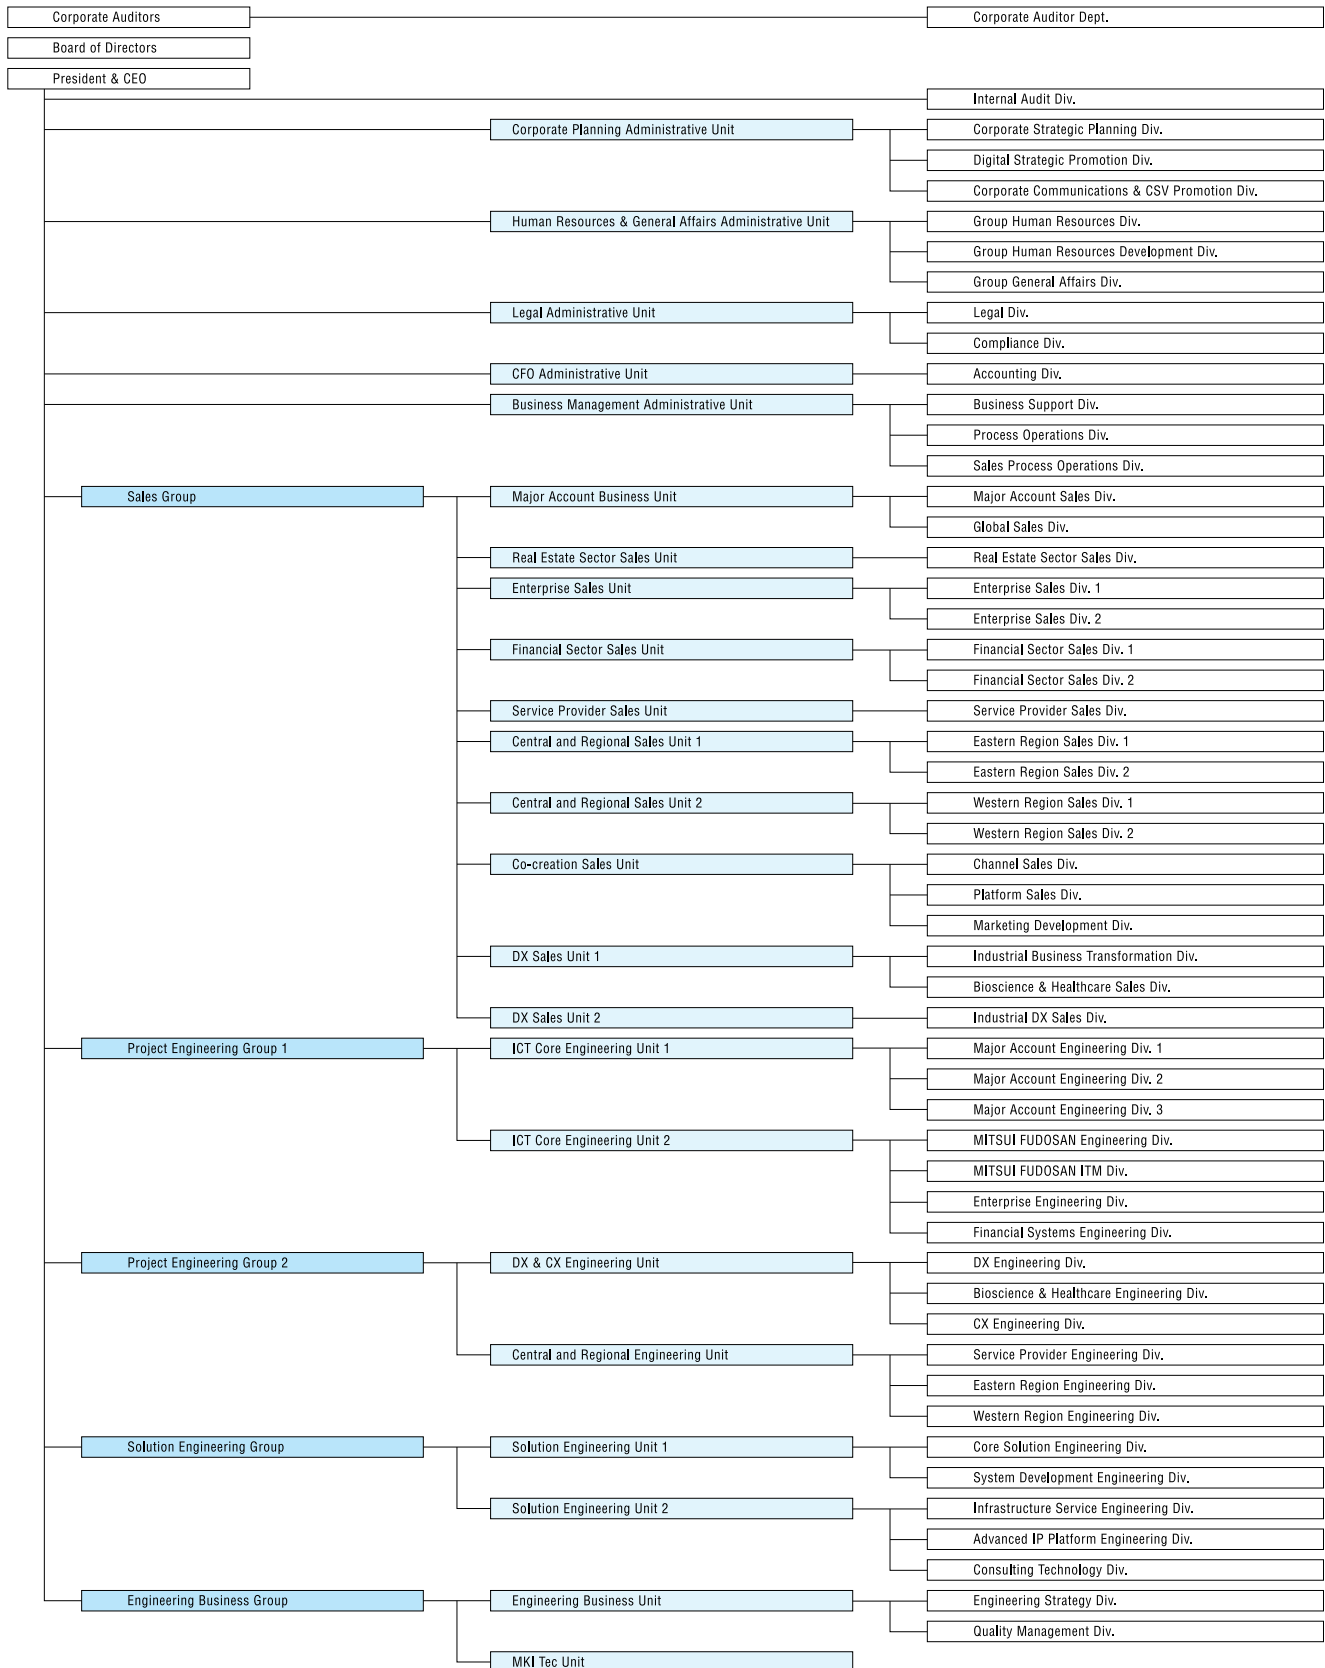 Corporate Auditors
Corporate Auditor Dept.
Board of Directors
President & CEO
Internal Audit Div.
Corporate Planning Administrative Unit
Corporate Strategic Planning Div.
Digital Strategic Promotion Div.
Corporate Communications & CSV Promotion Div.
Human Resources & General Affairs Administrative Unit
Group Human Resources Div.
Group Human Resources Development Div.
Group General Affairs Div.
Legal Administrative Unit
Legal Div.
Compliance Div.
CFO Administrative Unit
Accounting Div.
Business Management Administrative Unit
Business Support Div.
Process Operations Div.
Sales Process Operations Div.
Sales Group
Major Account Business Unit
Major Account Sales Div.
Global Sales Div.
Real Estate Sector Sales Unit
Real Estate Sector Sales Div.
Enterprise Sales Unit
Enterprise Sales Div. 1
Enterprise Sales Div. 2
Financial Sector Sales Unit
Financial Sector Sales Div. 1
Financial Sector Sales Div. 2
Service Provider Sales Unit
Service Provider Sales Div.
Central and Regional Sales Unit 1
Eastern Region Sales Div. 1
Eastern Region Sales Div. 2
Central and Regional Sales Unit 2
Western Region Sales Div. 1
Western Region Sales Div. 2
Co-creation Sales Unit
Channel Sales Div.
Platform Sales Div.
Marketing Development Div.
DX Sales Unit 1
Industrial Business Transformation Div.
Bioscience & Healthcare Sales Div.
DX Sales Unit 2
Industrial DX Sales Div.
Project Engineering Group 1
ICT Core Engineering Unit 1
Major Account Engineering Div. 1
Major Account Engineering Div. 2
Major Account Engineering Div. 3
ICT Core Engineering Unit 2
MITSUI FUDOSAN Engineering Div.
MITSUI FUDOSAN ITM Div.
Enterprise Engineering Div.
Financial Systems Engineering Div.
Project Engineering Group 2
DX & CX Engineering Unit
DX Engineering Div.
Bioscience & Healthcare Engineering Div.
CX Engineering Div.
Central and Regional Engineering Unit
Service Provider Engineering Div.
Eastern Region Engineering Div.
Western Region Engineering Div.
Solution Engineering Group
Solution Engineering Unit 1
Core Solution Engineering Div.
System Development Engineering Div.
Solution Engineering Unit 2
Infrastructure Service Engineering Div.
Advanced IP Platform Engineering Div.
Consulting Technology Div.
Engineering Business Group
Engineering Business Unit
Engineering Strategy Div.
Quality Management Div.
MKI Tec Unit